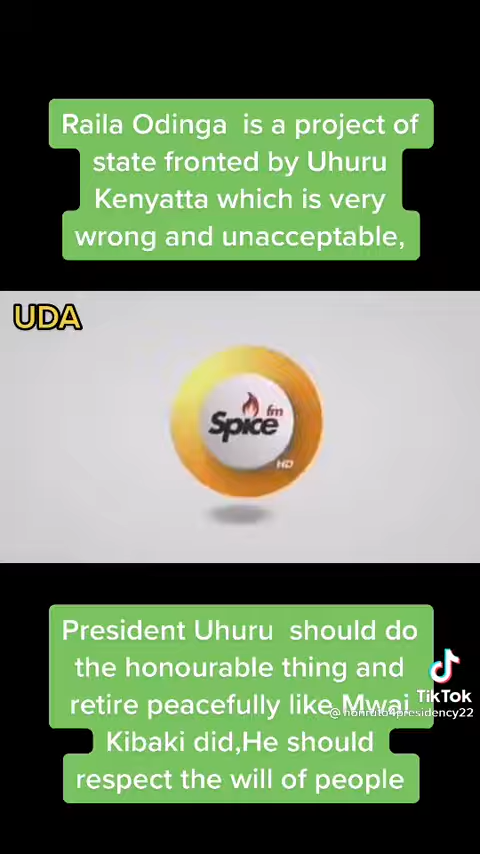 Raila Odinga is a project of
state fronted by Uhuru
Kenyatta which is very
wrong and unacceptable,
UDA
Spice fm
HD
President Uhuru should do
the honourable thing and
retire peacefully like Mwai
Kibaki did,He should
respect the will of people
TikTok
@honruto4presidency22